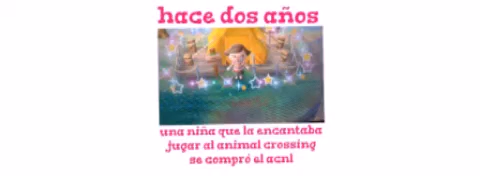 hace dos años
una niña que la encantaba
jugar al animal crossing
se compró el acnl